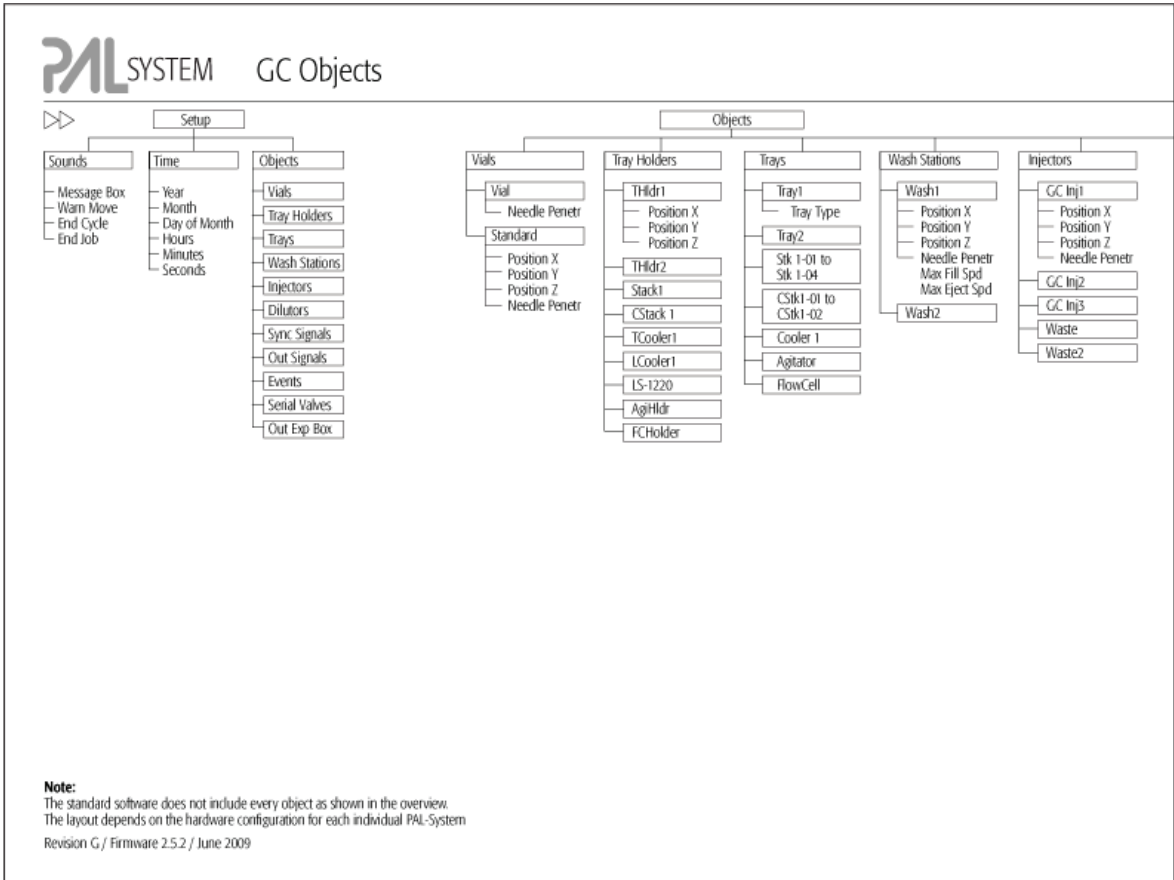 PAL SYSTEM GC Objects
Setup
Sounds
Message Box
Warn Move
End Cycle
End Job
Time
Year
Month
Day of Month
Hours
Minutes
Seconds
Objects
Vials
Tray Holders
Trays
Wash Stations
Injectors
Dilutors
Sync Signals
Out Signals
Events
Serial Valves
Out Exp Box
Objects
Vials
Vial
Needle Penetr
Standard
Position X
Position Y
Position Z
Needle Penetr
Tray Holders
THldr1
Position X
Position Y
Position Z
THldr2
Stack1
CStack 1
TCooler1
LCooler1
LS-1220
AgiHldr
FCHolder
Trays
Tray1
Tray Type
Tray2
Stk 1-01 to
Stk 1-04
CStk1-01 to
CStk1-02
Cooler 1
Agitator
FlowCell
Wash Stations
Wash1
Position X
Position Y
Position Z
Needle Penetr
Max Fill Spd
Max Eject Spd
Wash2
Injectors
GC Inj1
Position X
Position Y
Position Z
Needle Penetr
GC Inj2
GC Inj3
Waste
Waste2
Note:
The standard software does not include every object as shown in the overview.
The layout depends on the hardware configuration for each individual PAL-System
Revision G / Firmware 2.5.2 / June 2009